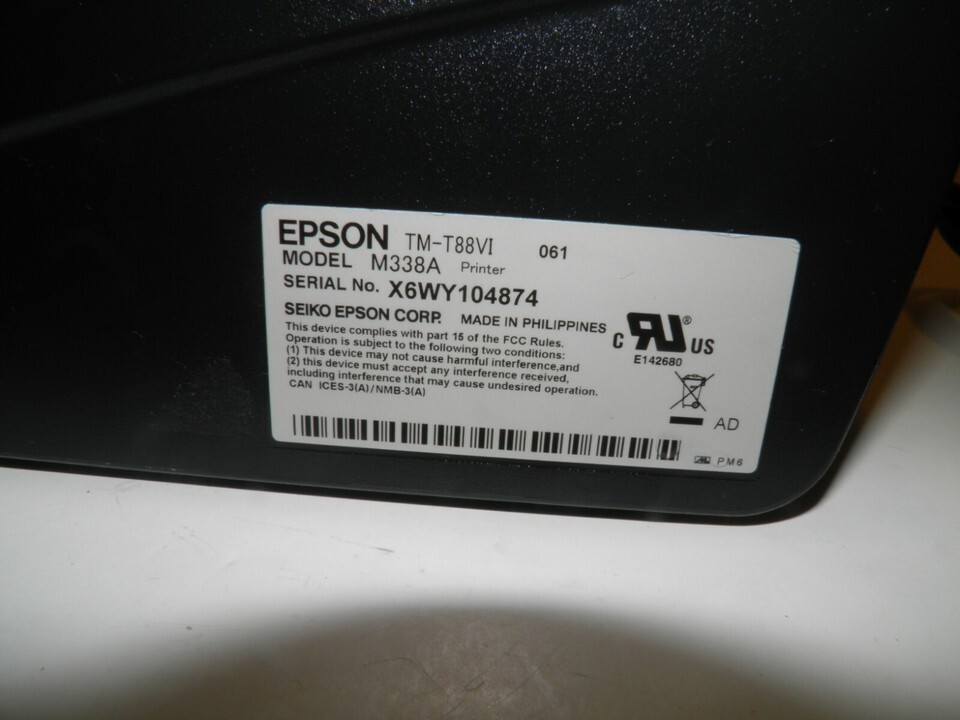 EPSON TM-T88VI 061
MODEL M338A Printer
SERIAL No. X6WY104874
SEIKO EPSON CORP. MADE IN PHILIPPINES
This device complies with part 15 of the FCC Rules.
Operation is subject to the following two conditions:
(1) This device may not cause harmful interference,and
(2) this device must accept any interference received,
including interference that may cause undesired operation.
CAN ICES-3(A)/NMB-3(A)
C RU ® US
E142680
AD
PM6